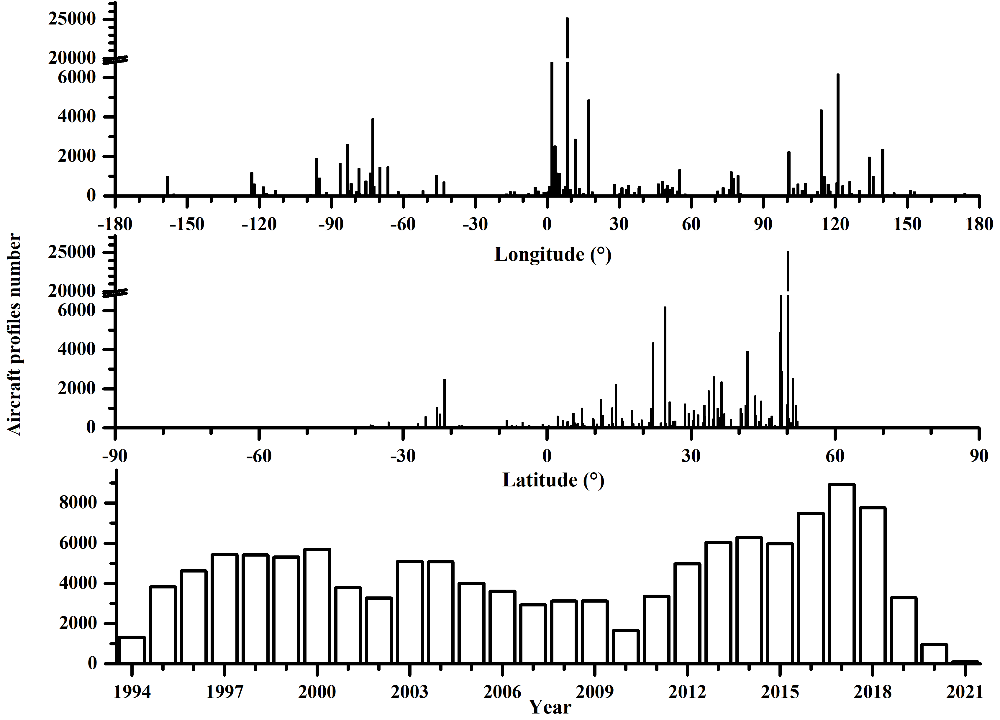 25000
20000
6000
4000
2000
0
-180 -150 -120 -90 -60 -30 0 30 60 90 120 150 180
Longitude (°)
Aircraft profiles number
25000
20000
6000
4000
2000
0
-90 -60 -30 0 30 60 90
Latitude (°)
8000
6000
4000
2000
0
1994 1997 2000 2003 2006 2009 2012 2015 2018 2021
Year